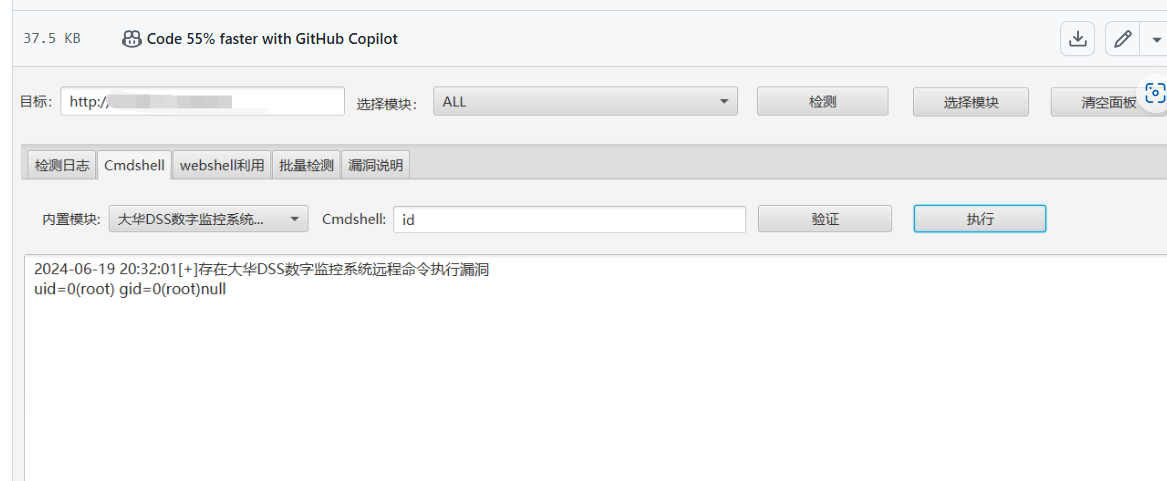 37.5 KB Code 55% faster with GitHub Copilot
目标: http:/ 选择模块: ALL 检测 选择模块 清空面板
检测日志 Cmdshell webshell利用 批量检测 漏洞说明
内置模块: 大华DSS数字监控系统... Cmdshell: id 验证 执行
2024-06-19 20:32:01[+]存在大华DSS数字监控系统远程命令执行漏洞
uid=0(root) gid=0(root)null